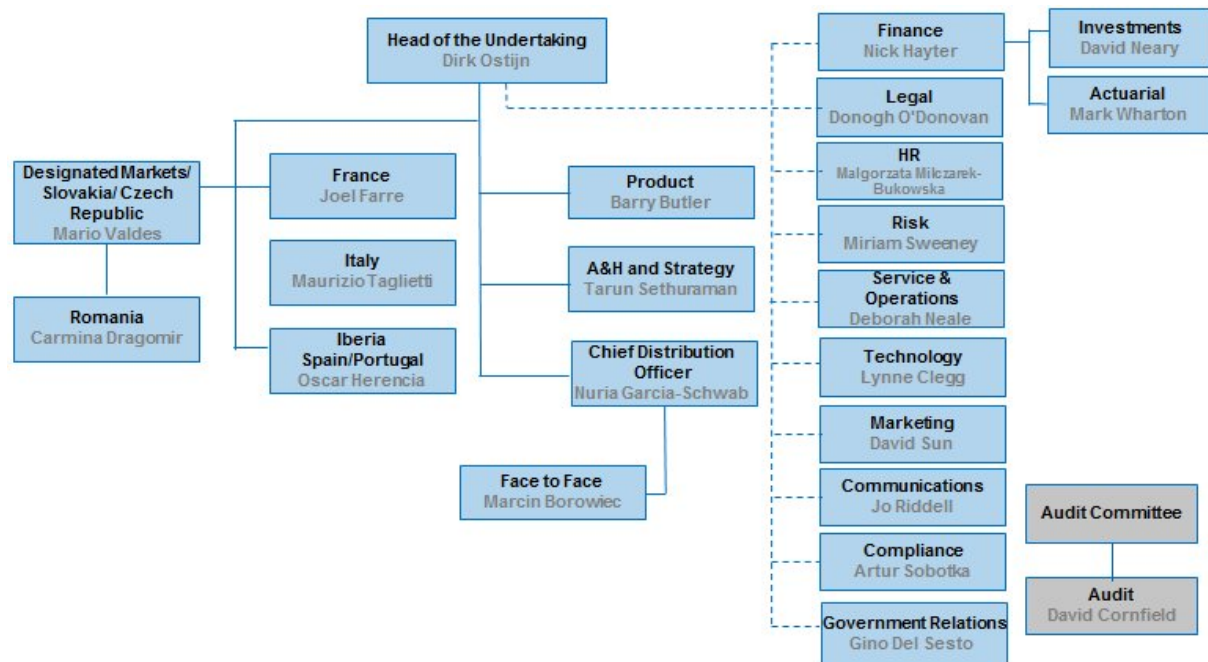 Head of the Undertaking
Dirk Ostijn
Designated Markets/
Slovakia/ Czech
Republic
Mario Valdes
Romania
Carmina Dragomir
France
Joel Farre
Italy
Maurizio Taglietti
Iberia
Spain/Portugal
Oscar Herencia
Product
Barry Butler
A&H and Strategy
Tarun Sethuraman
Chief Distribution
Officer
Nuria Garcia-Schwab
Face to Face
Marcin Borowiec
Finance
Nick Hayter
Investments
David Neary
Actuarial
Mark Wharton
Legal
Donogh O'Donovan
HR
Malgorzata Milczarek-
Bukowska
Risk
Miriam Sweeney
Service &
Operations
Deborah Neale
Technology
Lynne Clegg
Marketing
David Sun
Communications
Jo Riddell
Compliance
Artur Sobotka
Government Relations
Gino Del Sesto
Audit Committee
Audit
David Cornfield